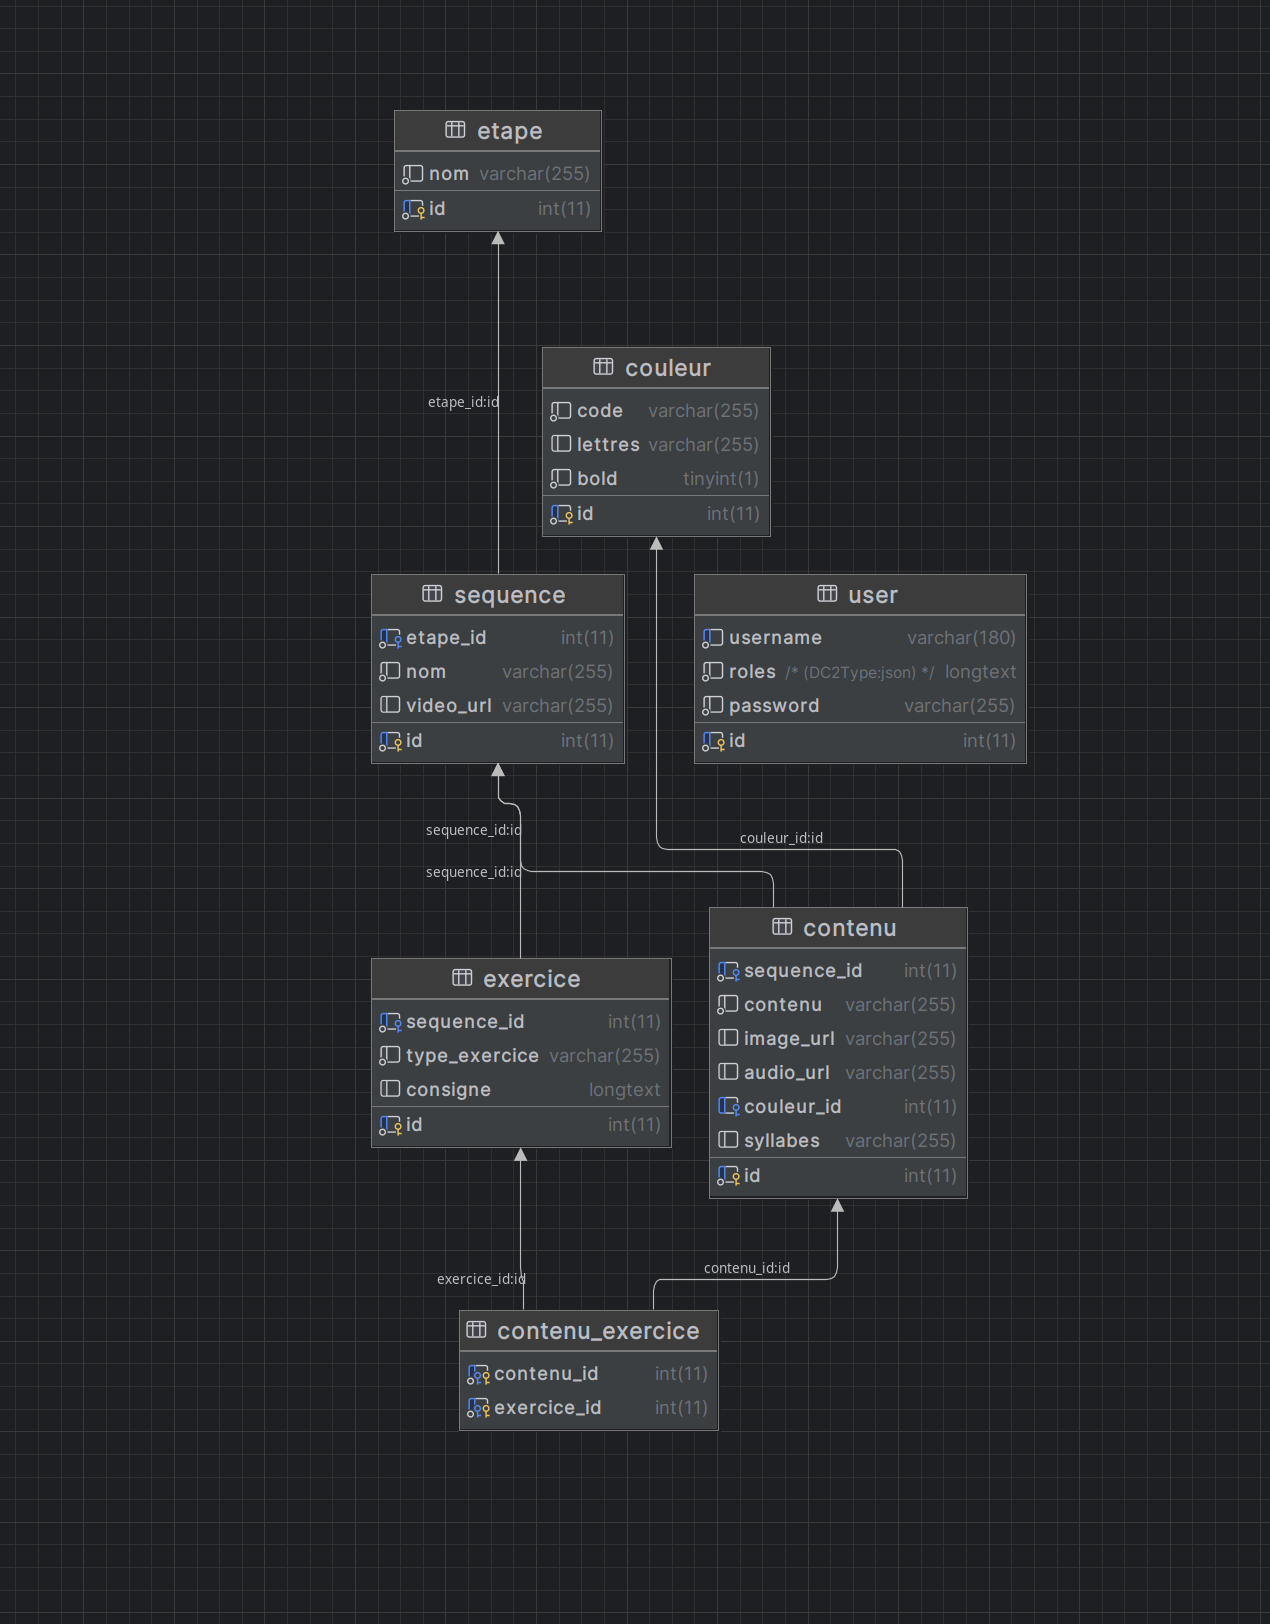 etape
nom varchar(255)
id int(11)
etape_id:id
couleur
code varchar(255)
lettres varchar(255)
bold tinyint(1)
id int(11)
sequence
etape_id int(11)
nom varchar(255)
video_url varchar(255)
id int(11)
user
username varchar(180)
roles /* (DC2Type:json) */ longtext
password varchar(255)
id int(11)
sequence_id:id
couleur_id:id
sequence_id:id
contenu
sequence_id int(11)
contenu varchar(255)
image_url varchar(255)
audio_url varchar(255)
couleur_id int(11)
syllabes varchar(255)
id int(11)
exercice
sequence_id int(11)
type_exercice varchar(255)
consigne longtext
id int(11)
exercice_id:id
contenu_id:id
contenu_exercice
contenu_id int(11)
exercice_id int(11)